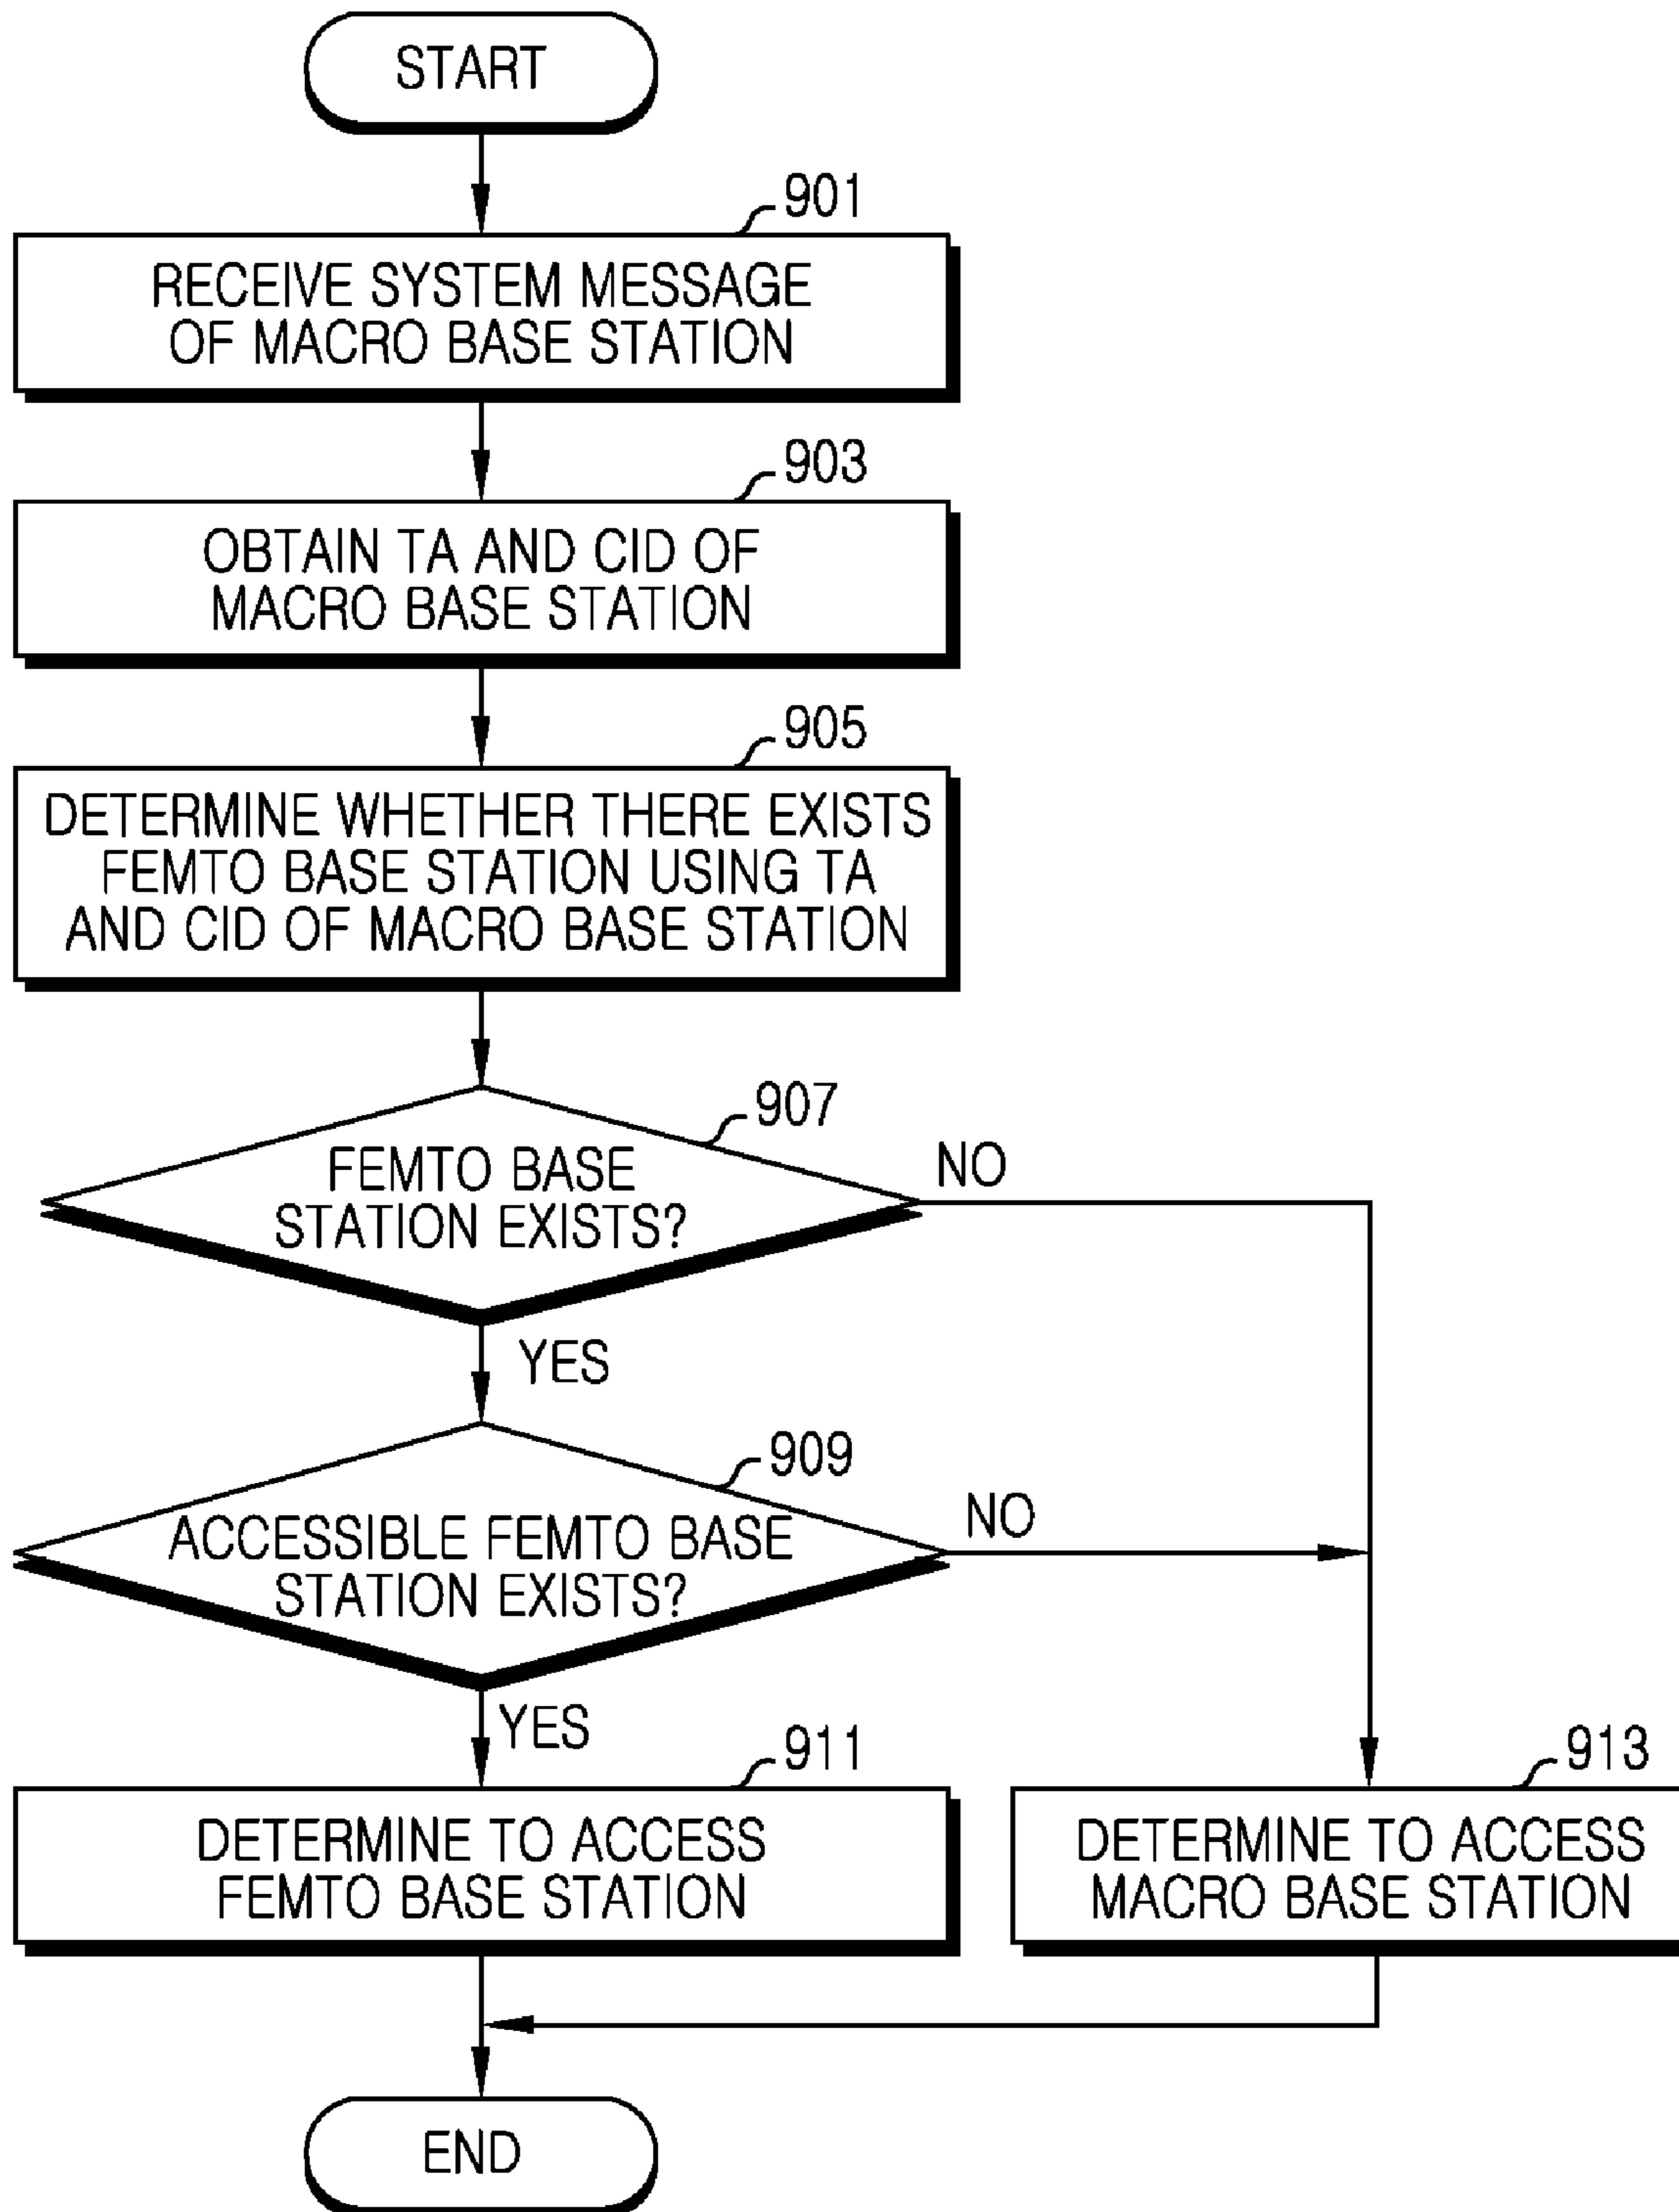 START
901
RECEIVE SYSTEM MESSAGE
OF MACRO BASE STATION
903
OBTAIN TA AND CID OF
MACRO BASE STATION
905
DETERMINE WHETHER THERE EXISTS
FEMTO BASE STATION USING TA
AND CID OF MACRO BASE STATION
907
FEMTO BASE
STATION EXISTS?
NO
YES
909
ACCESSIBLE FEMTO BASE
STATION EXISTS?
NO
YES
911
DETERMINE TO ACCESS
FEMTO BASE STATION
913
DETERMINE TO ACCESS
MACRO BASE STATION
END